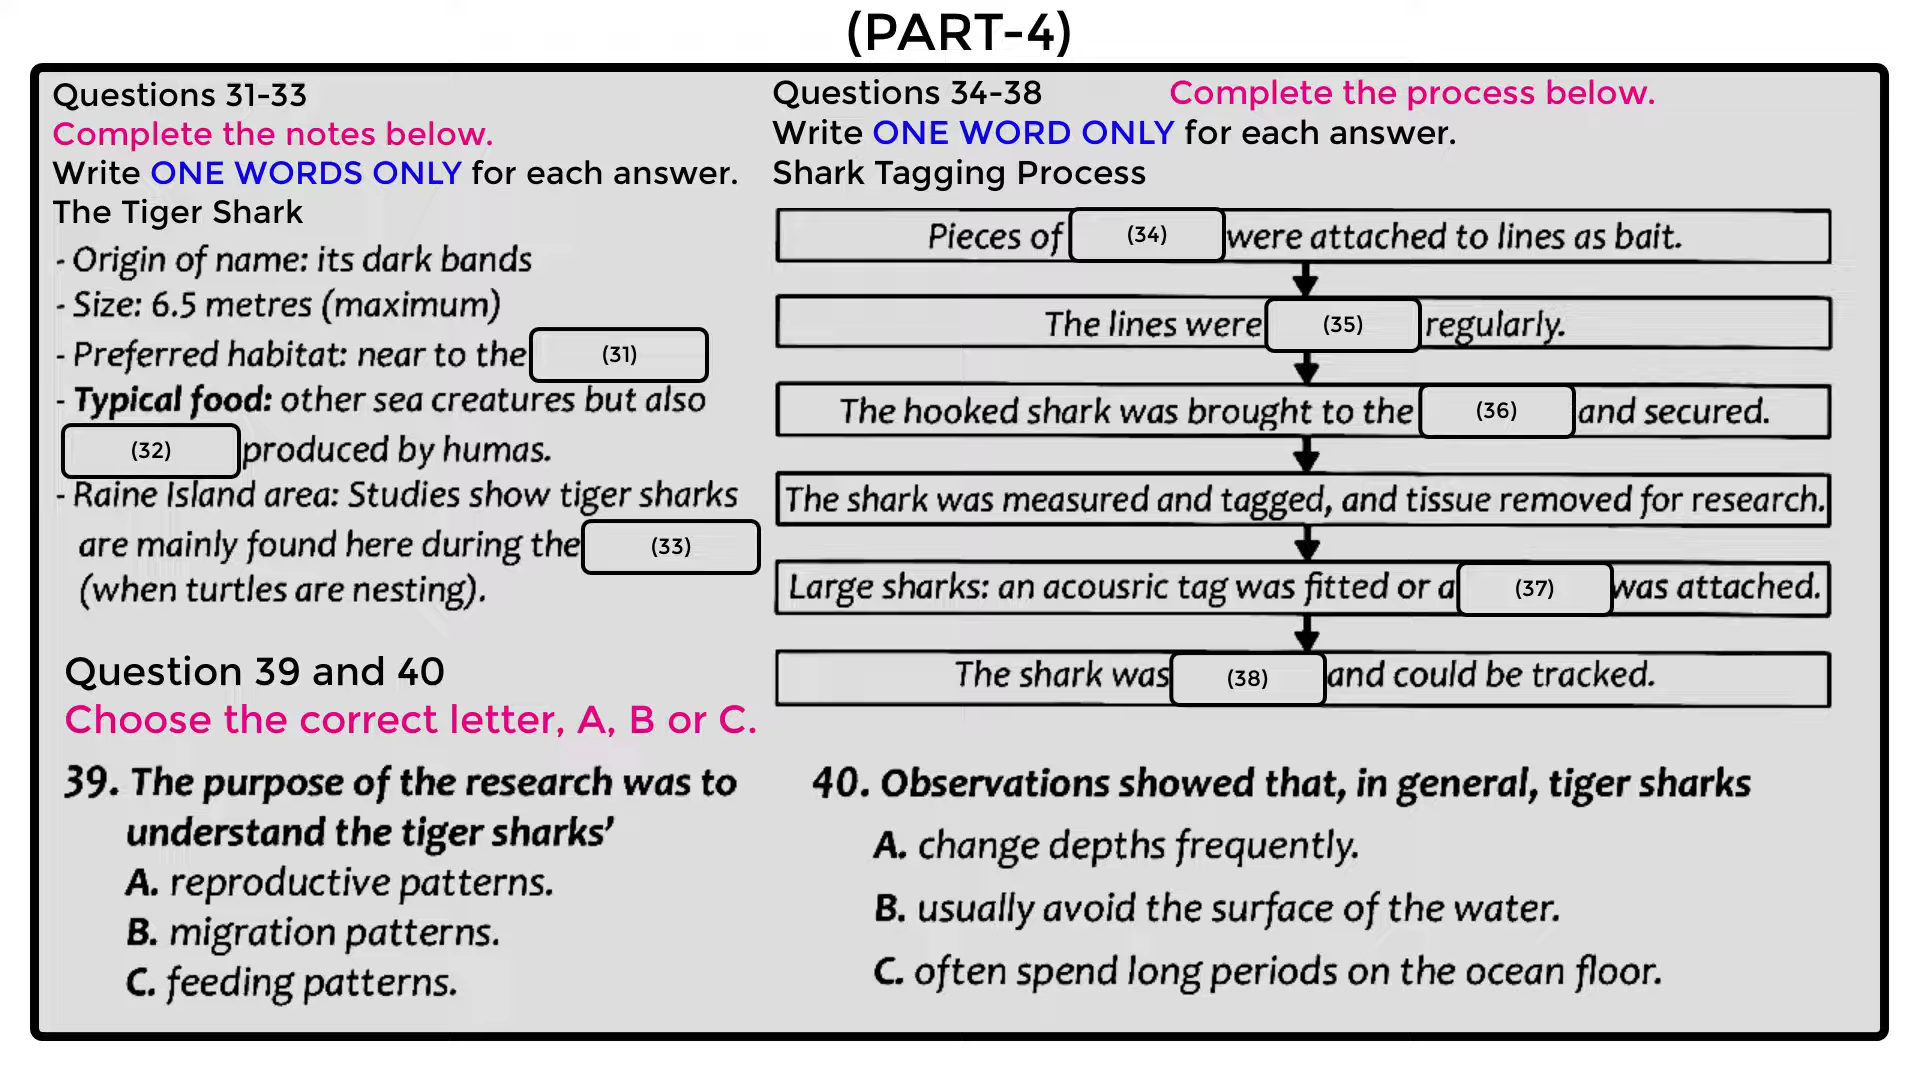 (PART-4)
Questions 31-33
Complete the notes below.
Write ONE WORDS ONLY for each answer.
The Tiger Shark
- Origin of name: its dark bands
- Size: 6.5 metres (maximum)
- Preferred habitat: near to the (31)
- Typical food: other sea creatures but also
(32) produced by humas.
- Raine Island area: Studies show tiger sharks
are mainly found here during the (33)
(when turtles are nesting).
Questions 34-38 Complete the process below.
Write ONE WORD ONLY for each answer.
Shark Tagging Process
Pieces of (34) were attached to lines as bait.
The lines were (35) regularly.
The hooked shark was brought to the (36) and secured.
The shark was measured and tagged, and tissue removed for research.
Large sharks: an acousric tag was fitted or a (37) was attached.
The shark was (38) and could be tracked.
Question 39 and 40
Choose the correct letter, A, B or C.
39. The purpose of the research was to
understand the tiger sharks'
A. reproductive patterns.
B. migration patterns.
C. feeding patterns.
40. Observations showed that, in general, tiger sharks
A. change depths frequently.
B. usually avoid the surface of the water.
C. often spend long periods on the ocean floor.